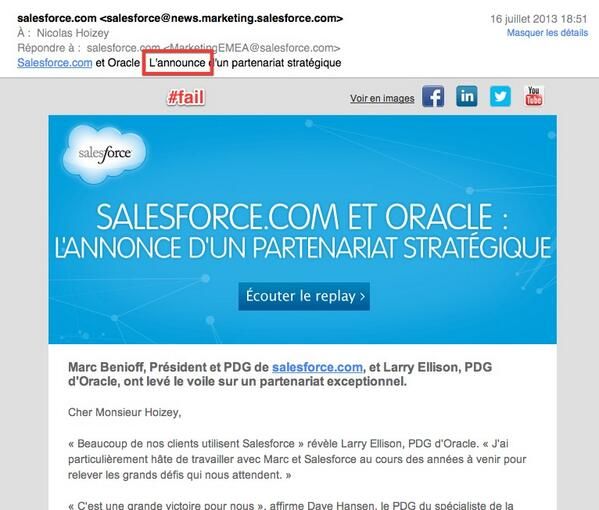 salesforce.com <salesforce@news.marketing.salesforce.com>
16 juillet 2013 18:51
À : Nicolas Hoizey
Masquer les détails
Répondre à : salesforce.com <MarketingEMEA@salesforce.com>
Salesforce.com et Oracle L'announce d'un partenariat stratégique
#fail
Voir en images
You Tube
salesforce
SALESFORCE.COM ET ORACLE :
L'ANNONCE D'UN PARTENARIAT STRATÉGIQUE
Écouter le replay ›
Marc Benioff, Président et PDG de salesforce.com, et Larry Ellison, PDG
d'Oracle, ont levé le voile sur un partenariat exceptionnel.
Cher Monsieur Hoizey,
« Beaucoup de nos clients utilisent Salesforce » révèle Larry Ellison, PDG d'Oracle. « J'ai
particulièrement hâte de travailler avec Marc et Salesforce au cours des années à venir pour
relever les grands défis qui nous attendent. »
« C'est une grande victoire pour nous », affirme Dave Hansen, le PDG du spécialiste de la